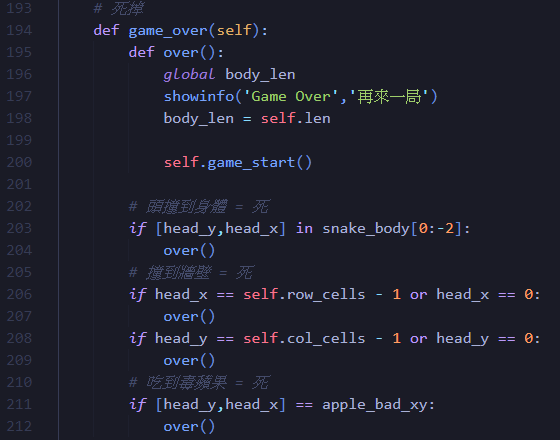 193 # 死掉
194 def game_over(self):
195 def over():
196 global body_len
197 showinfo('Game Over','再來一局')
198 body_len = self.len
199
200 self.game_start()
201
202 # 頭撞到身體 = 死
203 if [head_y,head_x] in snake_body[0:-2]:
204 over()
205 # 撞到牆壁 = 死
206 if head_x == self.row_cells - 1 or head_x == 0:
207 over()
208 if head_y == self.col_cells - 1 or head_y == 0:
209 over()
210 # 吃到毒蘋果 = 死
211 if [head_y,head_x] == apple_bad_xy:
212 over()